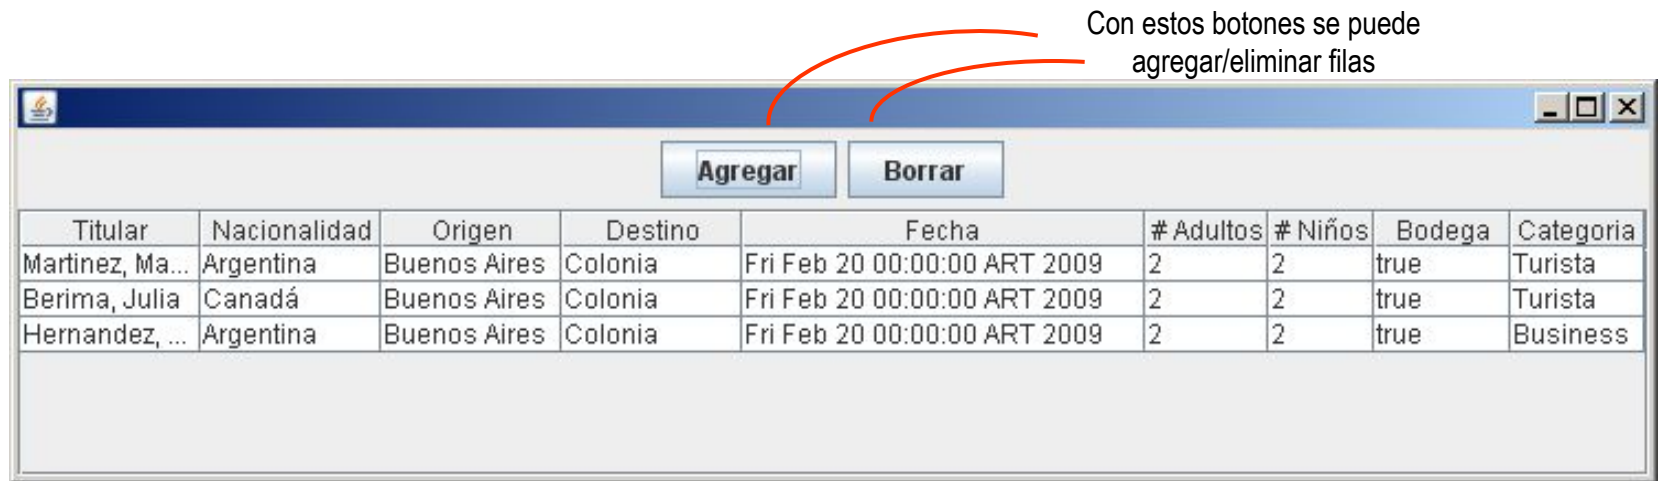 Con estos botones se puede
agregar/eliminar filas
Agregar Borrar
Titular Nacionalidad Origen Destino Fecha # Adultos # Niños Bodega Categoria
Martinez, Ma... Argentina Buenos Aires Colonia Fri Feb 20 00:00:00 ART 2009 2 2 true Turista
Berima, Julia Canadá Buenos Aires Colonia Fri Feb 20 00:00:00 ART 2009 2 2 true Turista
Hernandez, ... Argentina Buenos Aires Colonia Fri Feb 20 00:00:00 ART 2009 2 2 true Business